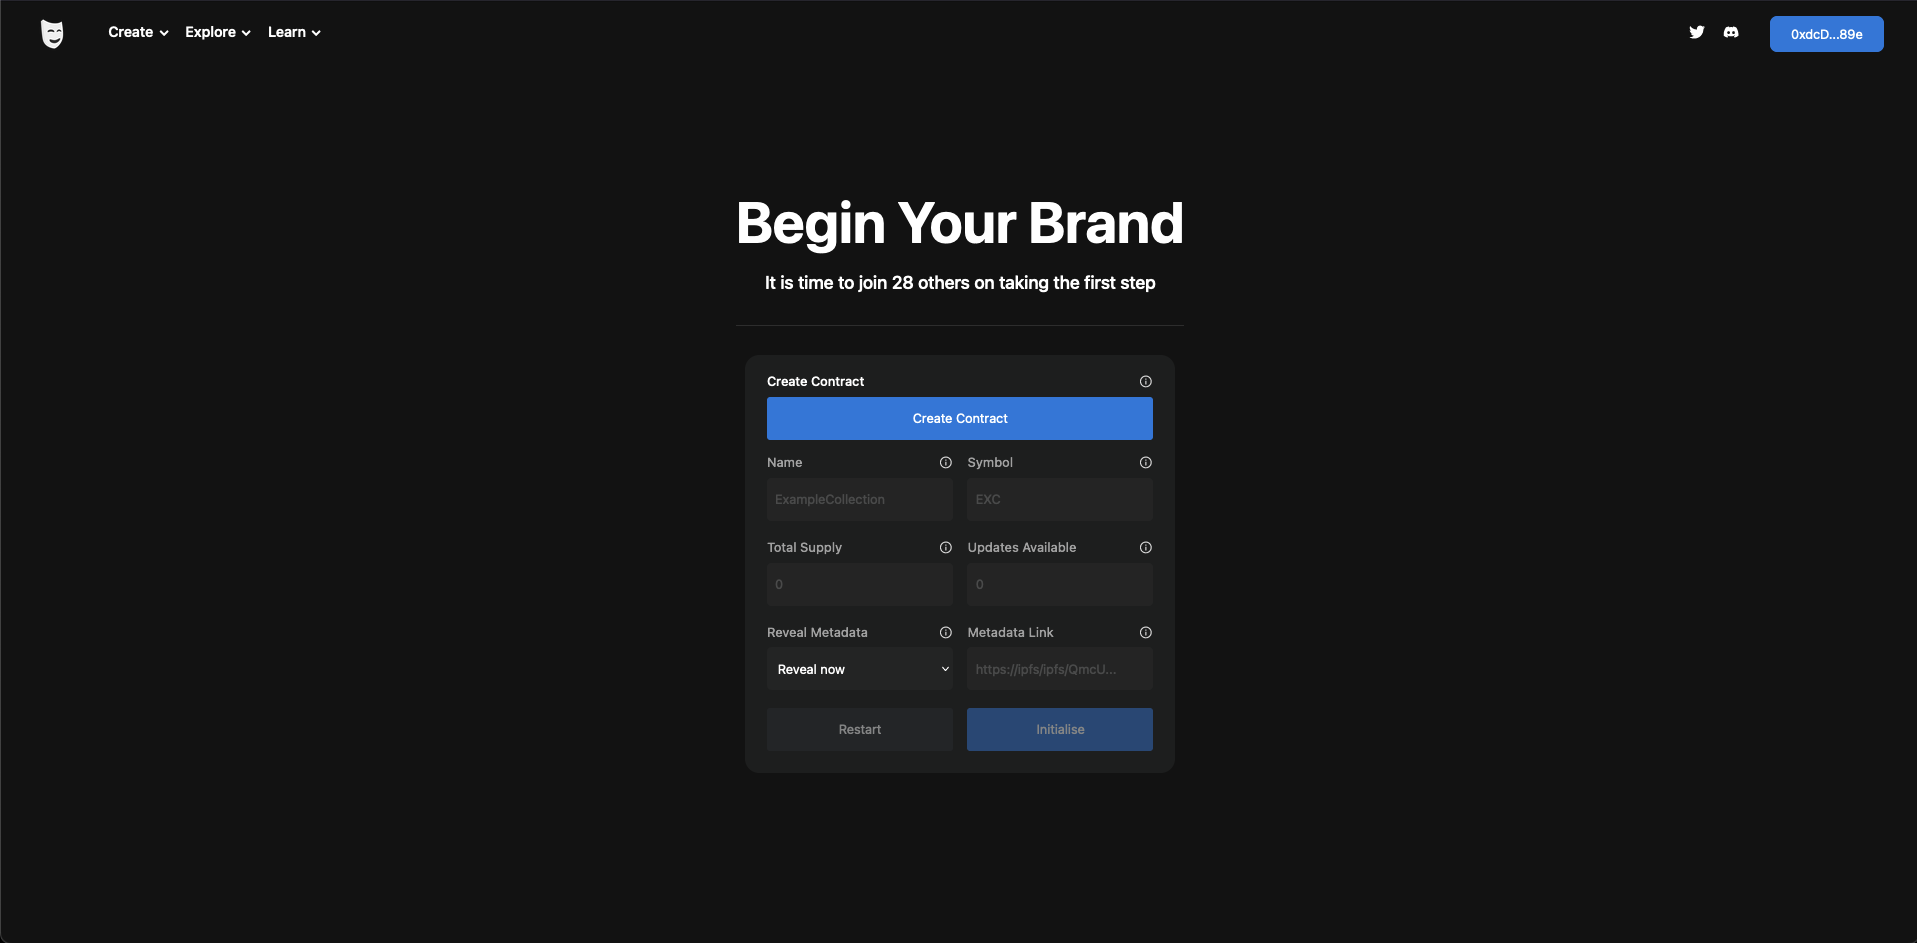 Create Explore Learn 0xdcD...89e
Begin Your Brand
It is time to join 28 others on taking the first step
Create Contract
Create Contract
Name Symbol
ExampleCollection EXC
Total Supply Updates Available
0 0
Reveal Metadata Metadata Link
Reveal now https://ipfs/ipfs/QmcU...
Restart Initialise